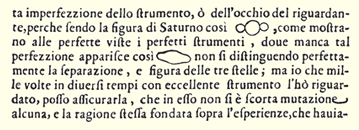 ta imperfezzione dello ſtrumento, ò dell'occhio del riguardan-
te, perche ſendo la figura di Saturno così , come moſtra-
no alle perfette viſte i perfetti ſtrumenti, doue manca tal
perfezzione appariſce così non ſi diſtinguendo perfetta-
mente la ſeparazione, e figura delle tre ſtelle; ma io che mil-
le volte in diuerſi tempi con eccellente ſtrumento l'hò riguar-
dato, poſſo aſſicurarla, che in eſſo non ſi è ſcorta mutazione
alcuna, e la ragione ſteſſa fondata ſopra l'eſperienze, che hauia-